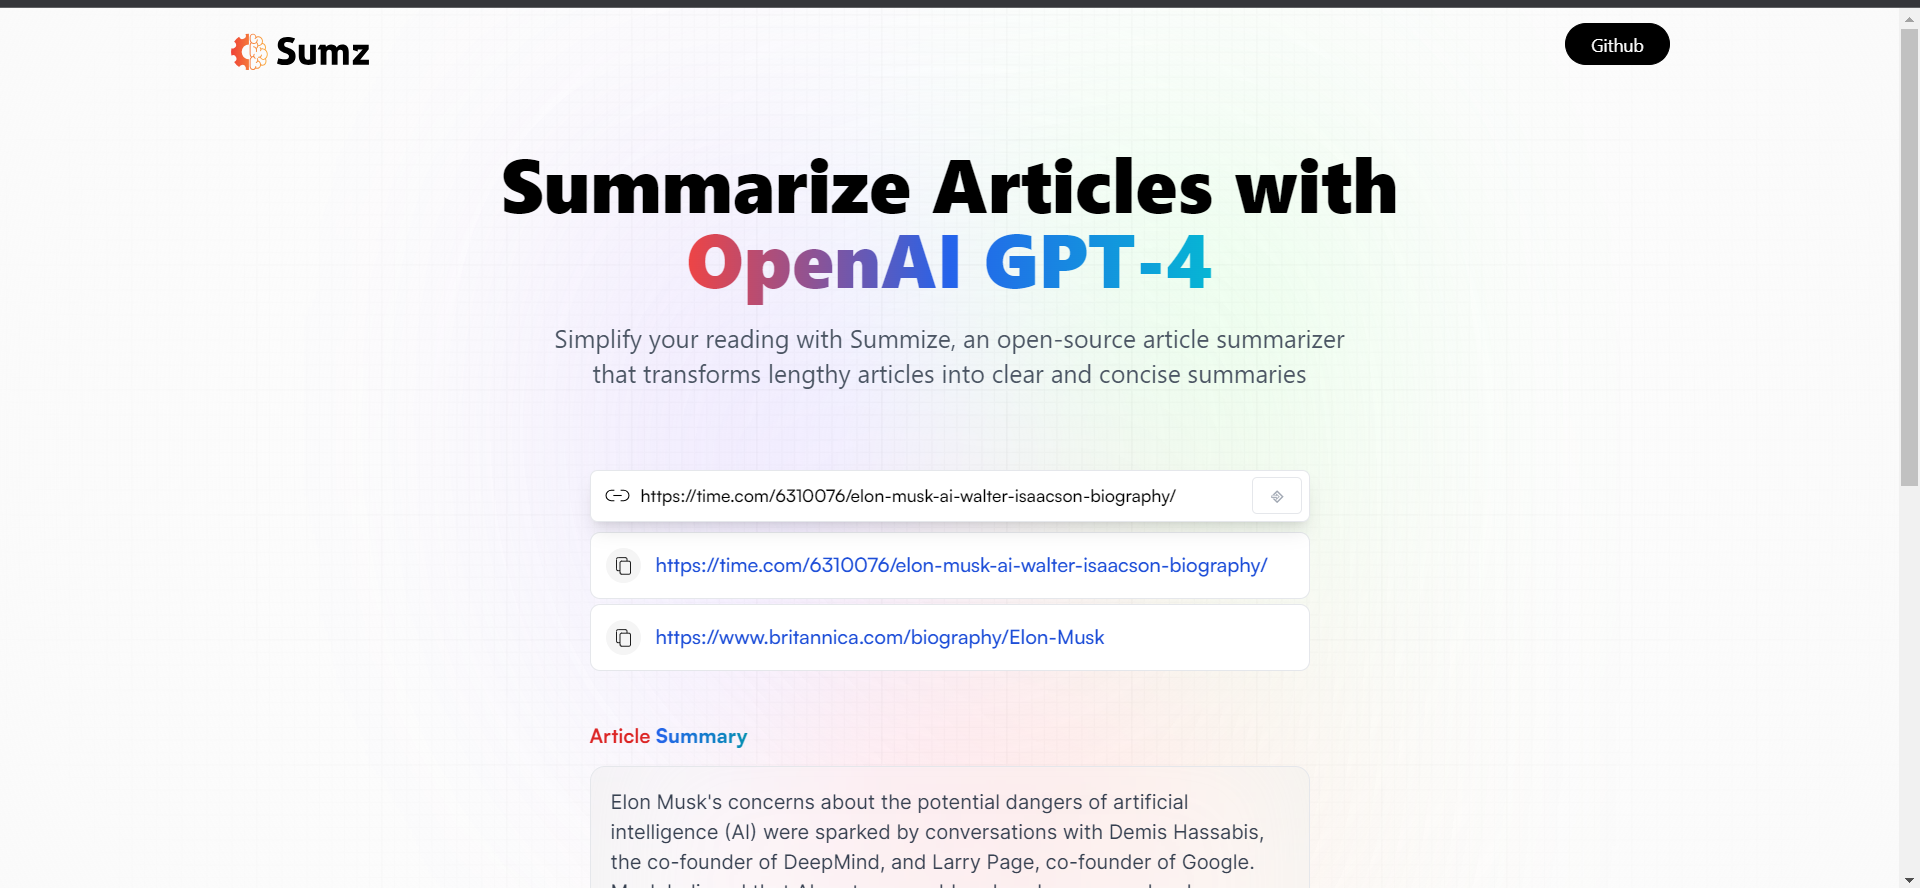 Sumz
Github
Summarize Articles with
OpenAI GPT-4
Simplify your reading with Summize, an open-source article summarizer
that transforms lengthy articles into clear and concise summaries
https://time.com/6310076/elon-musk-ai-walter-isaacson-biography/
https://time.com/6310076/elon-musk-ai-walter-isaacson-biography/
https://www.britannica.com/biography/Elon-Musk
Article Summary
Elon Musk's concerns about the potential dangers of artificial
intelligence (AI) were sparked by conversations with Demis Hassabis,
the co-founder of DeepMind, and Larry Page, co-founder of Google.